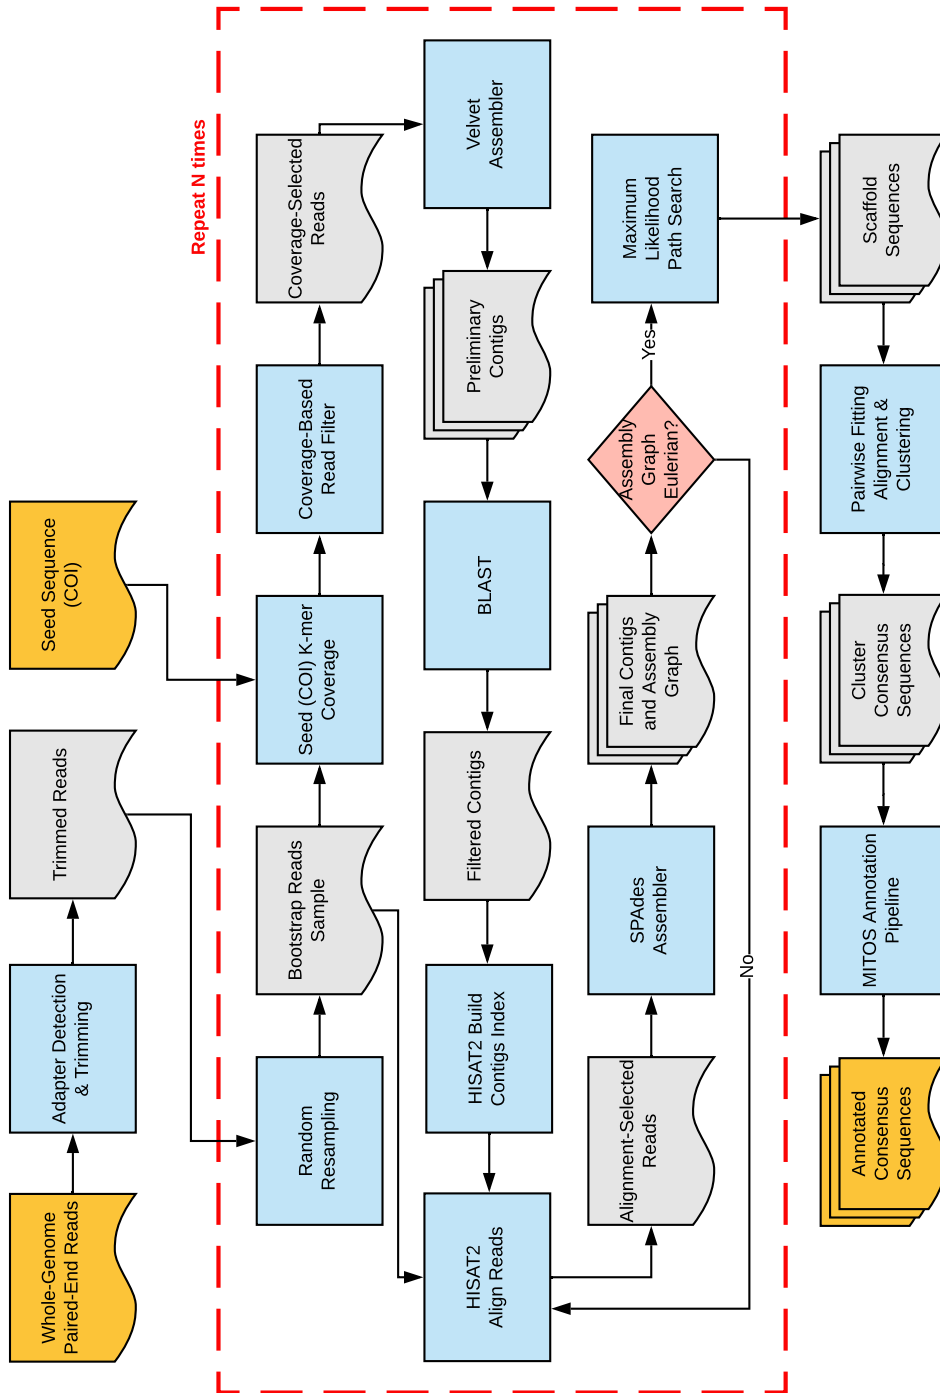 Whole-Genome
Paired-End Reads
Adapter Detection
& Trimming
Trimmed Reads
Seed Sequence
(COI)
Repeat N times
Random
Resampling
Bootstrap Reads
Sample
Seed (COI) K-mer
Coverage
Coverage-Based
Read Filter
Coverage-Selected
Reads
Velvet
Assembler
Preliminary
Contigs
BLAST
Filtered Contigs
HISAT2 Build
Contigs Index
HISAT2
Align Reads
Alignment-Selected
Reads
SPAdes
Assembler
Final Contigs
and Assembly
Graph
Assembly
Graph
Eulerian?
Yes
No
Maximum
Likelihood
Path Search
Scaffold
Sequences
Pairwise Fitting
Alignment &
Clustering
Cluster
Consensus
Sequences
MITOS Annotation
Pipeline
Annotated
Consensus
Sequences